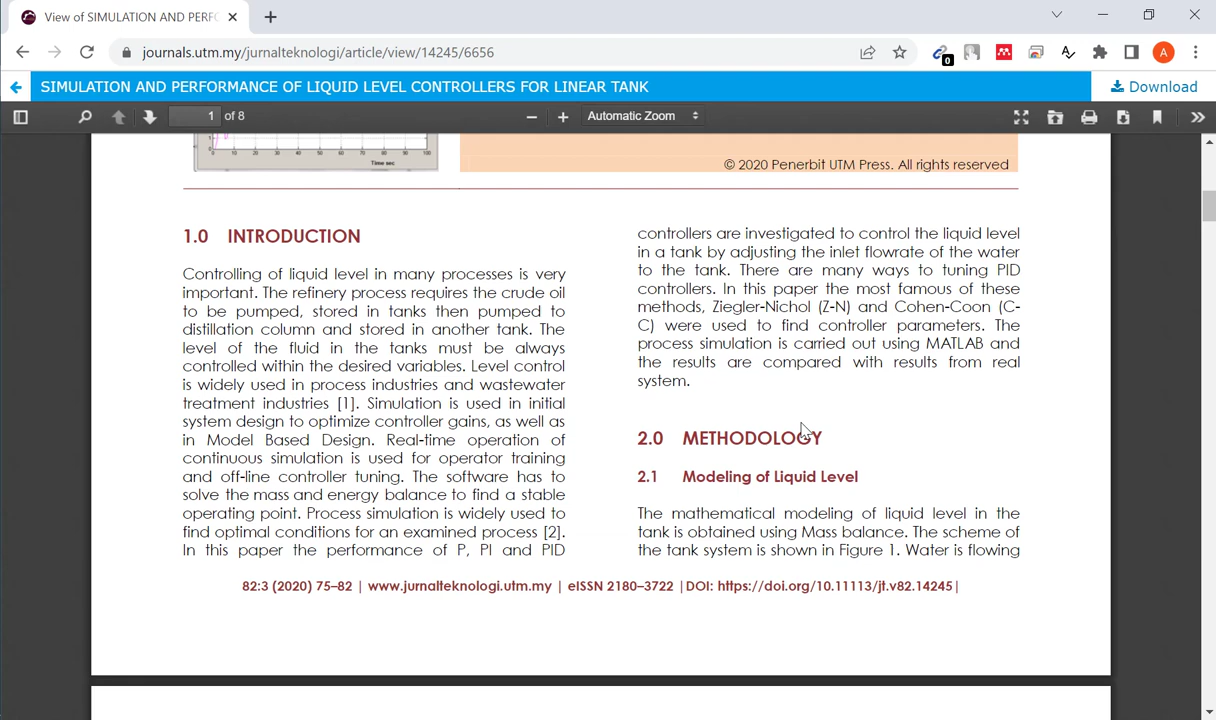 View of SIMULATION AND PERF
journals.utm.my/jurnalteknologi/article/view/14245/6656
0
A
SIMULATION AND PERFORMANCE OF LIQUID LEVEL CONTROLLERS FOR LINEAR TANK
Download
1 of 8
Automatic Zoom
0 10 20 30 40 50 60 70 80 90 100
Time sec
© 2020 Penerbit UTM Press. All rights reserved
1.0 INTRODUCTION
Controlling of liquid level in many processes is very
important. The refinery process requires the crude oil
to be pumped, stored in tanks then pumped to
distillation column and stored in another tank. The
level of the fluid in the tanks must be always
controlled within the desired variables. Level control
is widely used in process industries and wastewater
treatment industries [1]. Simulation is used in initial
system design to optimize controller gains, as well as
in Model Based Design. Real-time operation of
continuous simulation is used for operator training
and off-line controller tuning. The software has to
solve the mass and energy balance to find a stable
operating point. Process simulation is widely used to
find optimal conditions for an examined process [2].
In this paper the performance of P, PI and PID
controllers are investigated to control the liquid level
in a tank by adjusting the inlet flowrate of the water
to the tank. There are many ways to tuning PID
controllers. In this paper the most famous of these
methods, Ziegler-Nichol (Z-N) and Cohen-Coon (C-
C) were used to find controller parameters. The
process simulation is carried out using MATLAB and
the results are compared with results from real
system.
2.0 METHODOLOGY
2.1 Modeling of Liquid Level
The mathematical modeling of liquid level in the
tank is obtained using Mass balance. The scheme of
the tank system is shown in Figure 1. Water is flowing
82:3 (2020) 75–82 | www.jurnalteknologi.utm.my | eISSN 2180–3722 |DOI: https://doi.org/10.11113/jt.v82.14245|